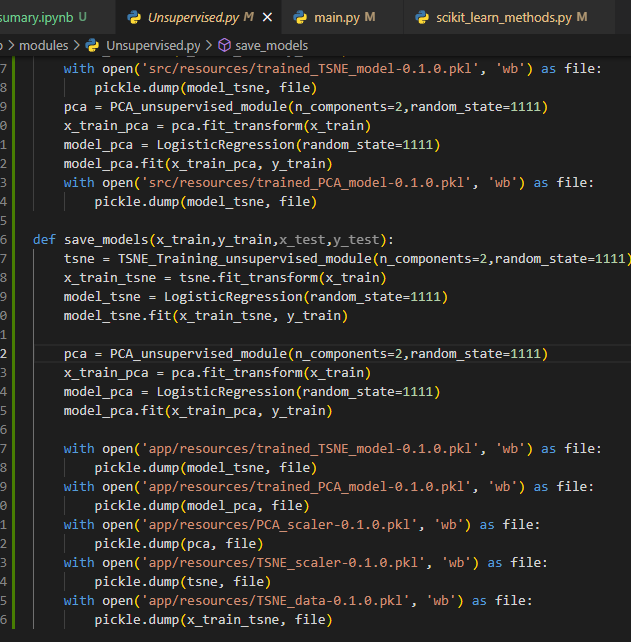 sumary.ipynb U Unsupervised.py M main.py M scikit_learn_methods.py M
modules > Unsupervised.py > save_models
7 with open('src/resources/trained_TSNE_model-0.1.0.pkl', 'wb') as file:
8 pickle.dump(model_tsne, file)
9 pca = PCA_unsupervised_module(n_components=2,random_state=1111)
0 x_train_pca = pca.fit_transform(x_train)
1 model_pca = LogisticRegression(random_state=1111)
2 model_pca.fit(x_train_pca, y_train)
3 with open('src/resources/trained_PCA_model-0.1.0.pkl', 'wb') as file:
4 pickle.dump(model_tsne, file)
5
6 def save_models(x_train,y_train,x_test,y_test):
7 tsne = TSNE_Training_unsupervised_module(n_components=2,random_state=1111)
8 x_train_tsne = tsne.fit_transform(x_train)
9 model_tsne = LogisticRegression(random_state=1111)
0 model_tsne.fit(x_train_tsne, y_train)
1
2 pca = PCA_unsupervised_module(n_components=2,random_state=1111)
3 x_train_pca = pca.fit_transform(x_train)
4 model_pca = LogisticRegression(random_state=1111)
5 model_pca.fit(x_train_pca, y_train)
6
7 with open('app/resources/trained_TSNE_model-0.1.0.pkl', 'wb') as file:
8 pickle.dump(model_tsne, file)
9 with open('app/resources/trained_PCA_model-0.1.0.pkl', 'wb') as file:
0 pickle.dump(model_pca, file)
1 with open('app/resources/PCA_scaler-0.1.0.pkl', 'wb') as file:
2 pickle.dump(pca, file)
3 with open('app/resources/TSNE_scaler-0.1.0.pkl', 'wb') as file:
4 pickle.dump(tsne, file)
5 with open('app/resources/TSNE_data-0.1.0.pkl', 'wb') as file:
6 pickle.dump(x_train_tsne, file)